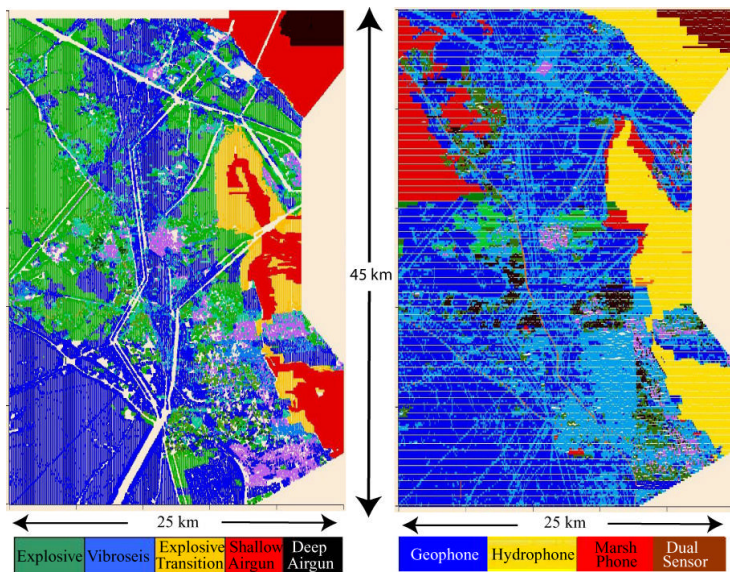 45 km
25 km
25 km
Explosive
Vibroseis
Explosive
Transition
Shallow
Airgun
Deep
Airgun
Geophone
Hydrophone
Marsh
Phone
Dual
Sensor